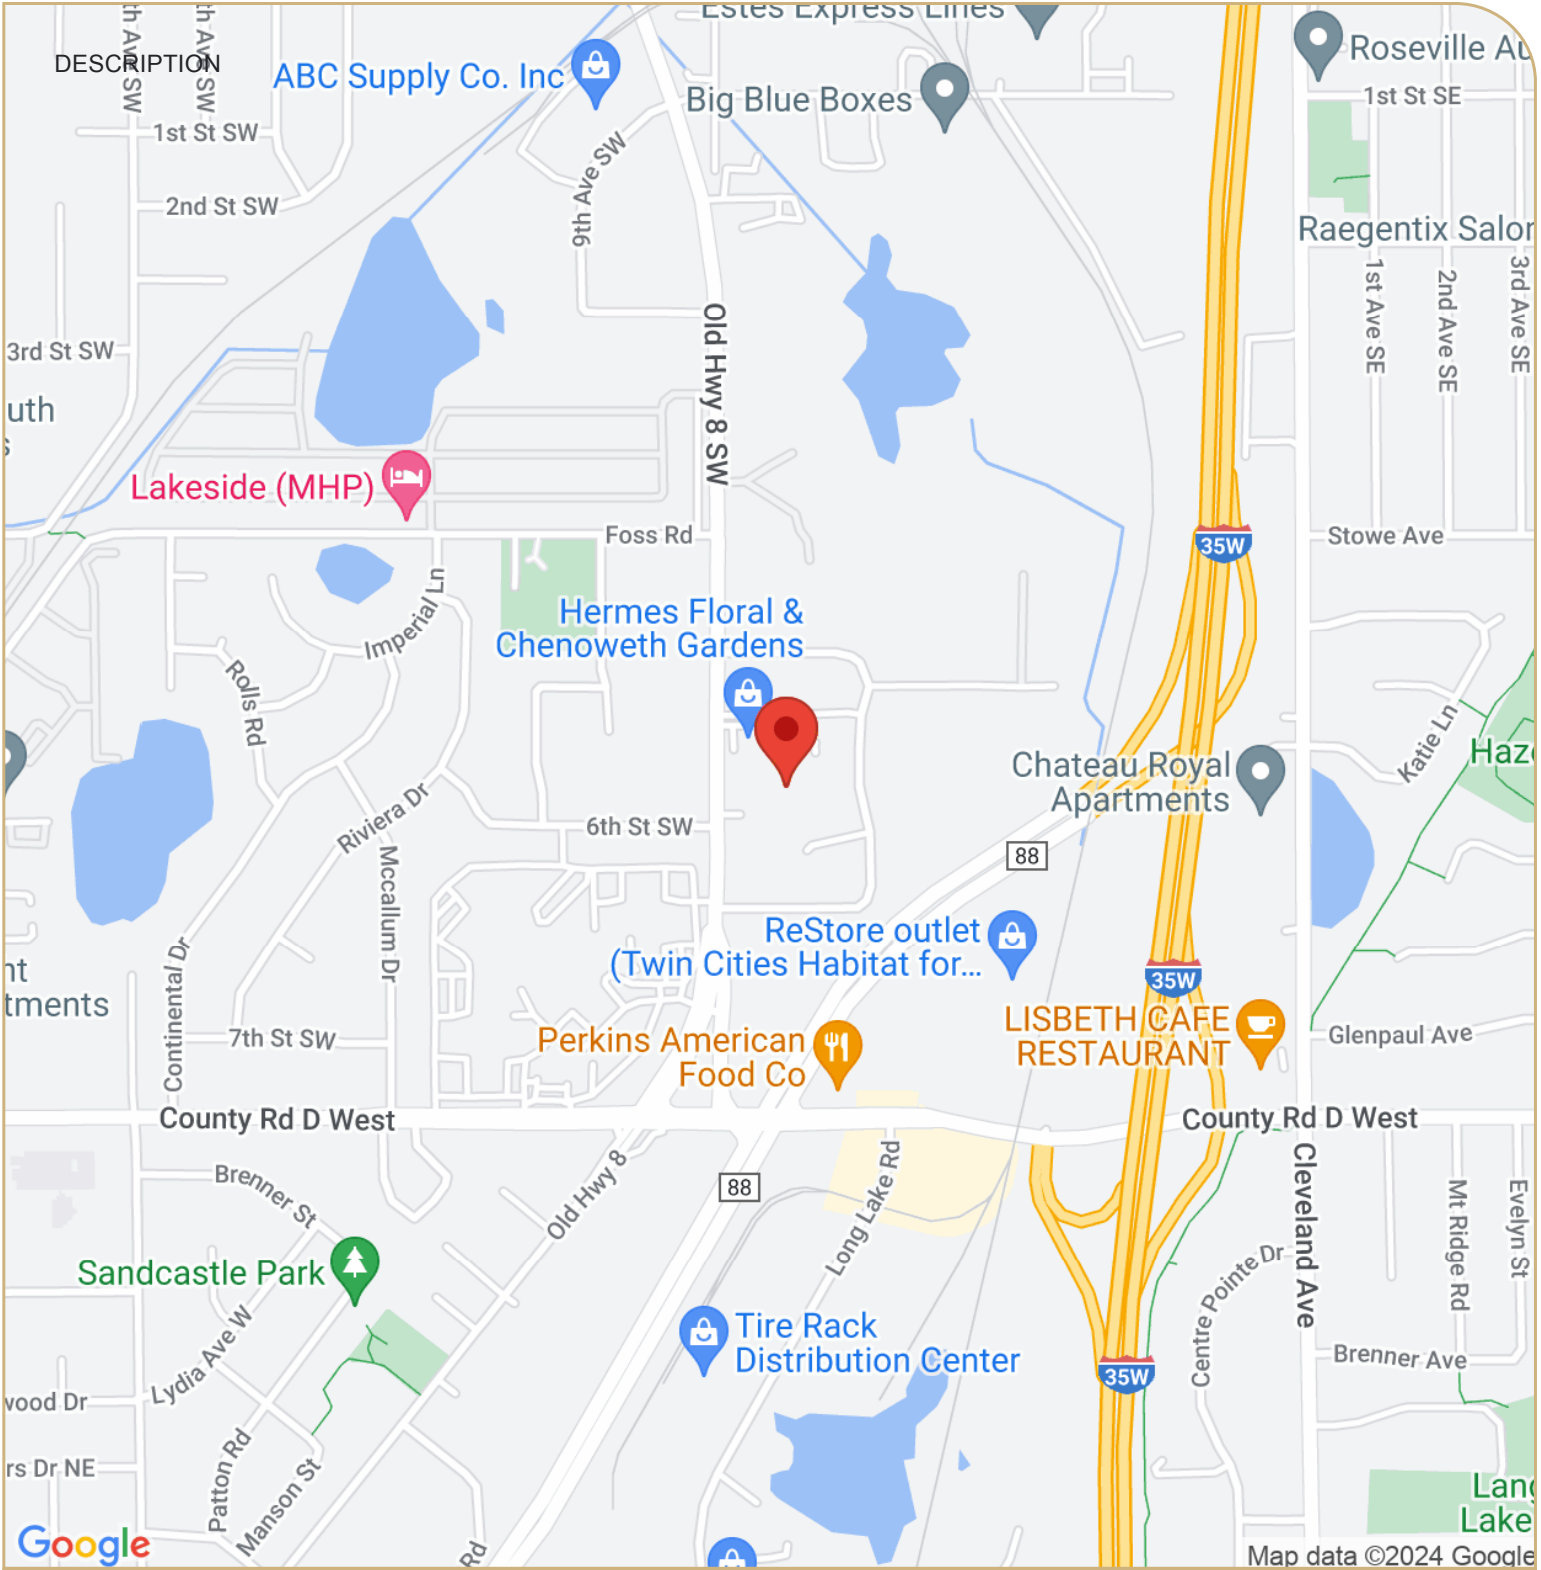 Estes Express Lines
DESCRIPTION
ABC Supply Co. Inc
Big Blue Boxes
Roseville Au
1st St SE
1st St SW
2nd St SW
9th Ave SW
Raegentix Salon
1st Ave SE
2nd Ave SE
3rd Ave SE
Old Hwy 8 SW
3rd St SW
uth
s
Lakeside (MHP)
Foss Rd
35W
Stowe Ave
Imperial Ln
Hermes Floral &
Chenoweth Gardens
Rolls Rd
Katie Ln
Haze
Chateau Royal
Apartments
Riviera Dr
6th St SW
Mccallum Dr
88
ReStore outlet
(Twin Cities Habitat for...
nt
tments
Continental Dr
35W
LISBETH CAFE
RESTAURANT
7th St SW
Perkins American
Food Co
Glenpaul Ave
County Rd D West
County Rd D West
Brenner St
Old Hwy 8
88
Long Lake Rd
Cleveland Ave
Mt Ridge Rd
Evelyn St
Sandcastle Park
Centre Pointe Dr
Lydia Ave W
Tire Rack
Distribution Center
35W
Brenner Ave
wood Dr
Patton Rd
Manson St
rs Dr NE
Rd
Lang
Lake
Google
Map data ©2024 Google